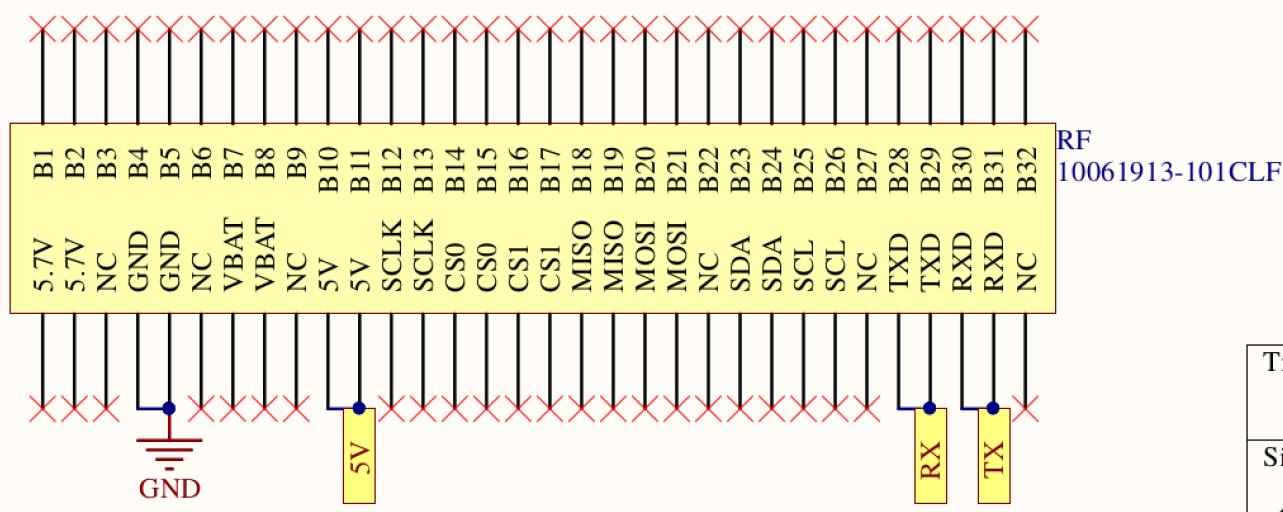 B1 B2 B3 B4 B5 B6 B7 B8 B9 B10 B11 B12 B13 B14 B15 B16 B17 B18 B19 B20 B21 B22 B23 B24 B25 B26 B27 B28 B29 B30 B31 B32
RF
10061913-101CLF
5.7V 5.7V NC GND GND NC VBAT VBAT NC 5V 5V SCLK SCLK CS0 CS0 CS1 CS1 MISO MISO MOSI MOSI NC SDA SDA SCL SCL NC TXD TXD RXD RXD NC
GND
5V
RX
TX